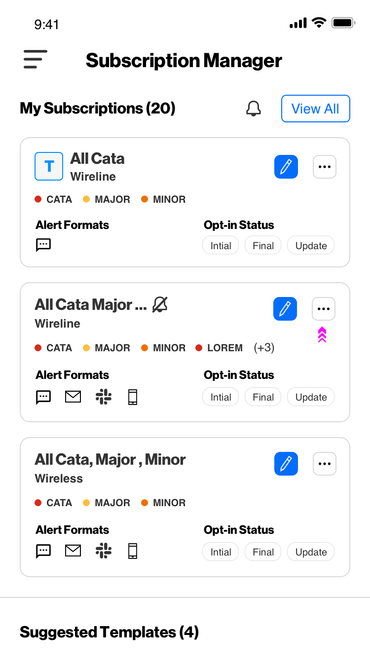 9:41
Subscription Manager
My Subscriptions (20)
View All
T
All Cata
Wireline
CATA MAJOR MINOR
Alert Formats Opt-in Status
Intial Final Update
All Cata Major ...
Wireline
CATA MAJOR MINOR LOREM (+3)
Alert Formats Opt-in Status
Intial Final Update
All Cata, Major , Minor
Wireless
CATA MAJOR MINOR
Alert Formats Opt-in Status
Intial Final Update
Suggested Templates (4)